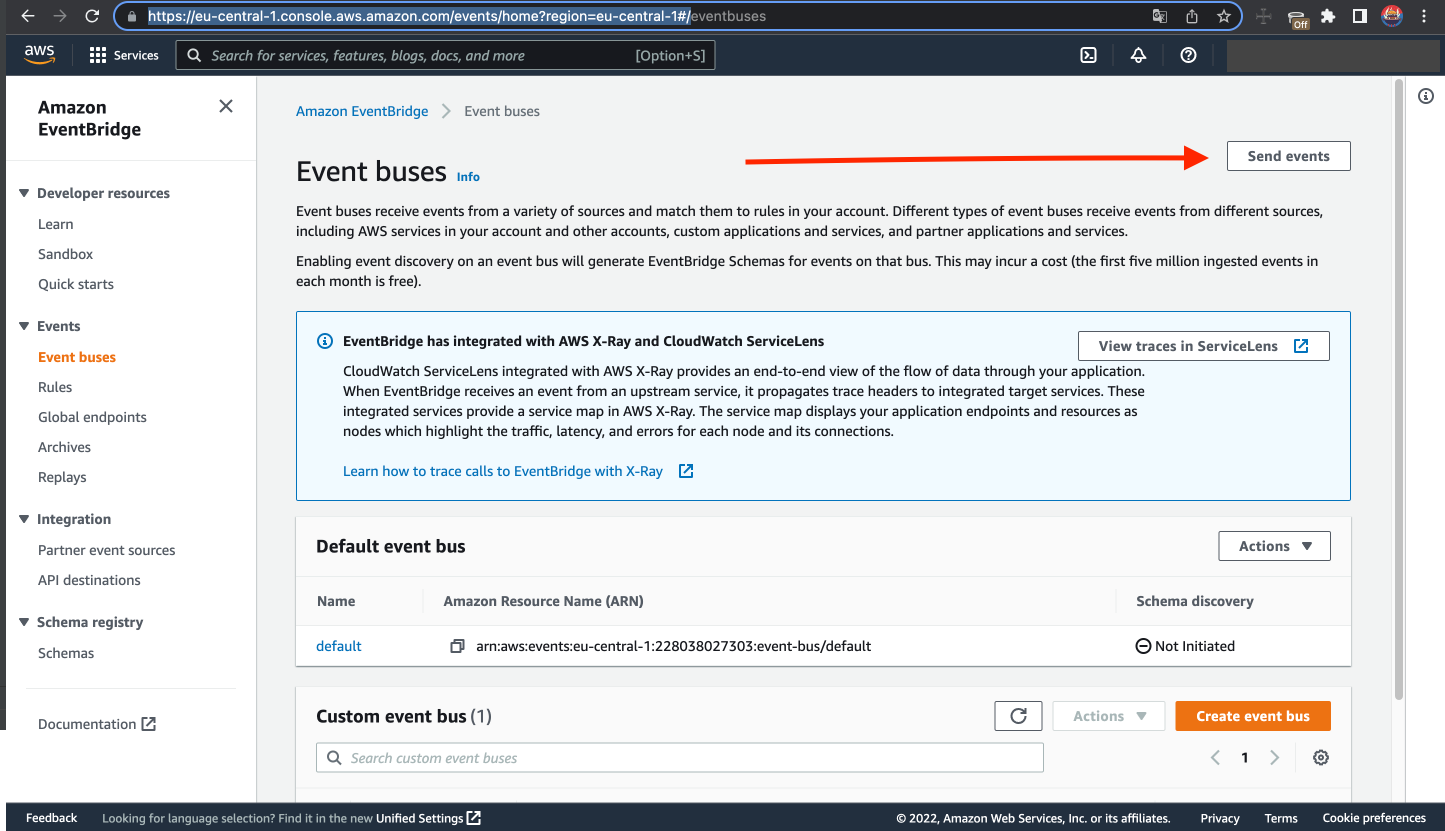 https://eu-central-1.console.aws.amazon.com/events/home?region=eu-central-1#/eventbuses
Off
aws
Services
Search for services, features, blogs, docs, and more
[Option+S]
Amazon
EventBridge
Developer resources
Learn
Sandbox
Quick starts
Events
Event buses
Rules
Global endpoints
Archives
Replays
Integration
Partner event sources
API destinations
Schema registry
Schemas
Documentation
Amazon EventBridge
Event buses
Event buses Info
Send events
Event buses receive events from a variety of sources and match them to rules in your account. Different types of event buses receive events from different sources,
including AWS services in your account and other accounts, custom applications and services, and partner applications and services.
Enabling event discovery on an event bus will generate EventBridge Schemas for events on that bus. This may incur a cost (the first five million ingested events in
each month is free).
EventBridge has integrated with AWS X-Ray and CloudWatch ServiceLens
View traces in ServiceLens
CloudWatch ServiceLens integrated with AWS X-Ray provides an end-to-end view of the flow of data through your application.
When EventBridge receives an event from an upstream service, it propagates trace headers to integrated target services. These
integrated services provide a service map in AWS X-Ray. The service map displays your application endpoints and resources as
nodes which highlight the traffic, latency, and errors for each node and its connections.
Learn how to trace calls to EventBridge with X-Ray
Default event bus
Actions
Name
Amazon Resource Name (ARN)
Schema discovery
default
arn:aws:events:eu-central-1:228038027303:event-bus/default
Not Initiated
Custom event bus (1)
Actions
Create event bus
Search custom event buses
1
Feedback
Looking for language selection? Find it in the new Unified Settings
© 2022, Amazon Web Services, Inc. or its affiliates.
Privacy
Terms
Cookie preferences